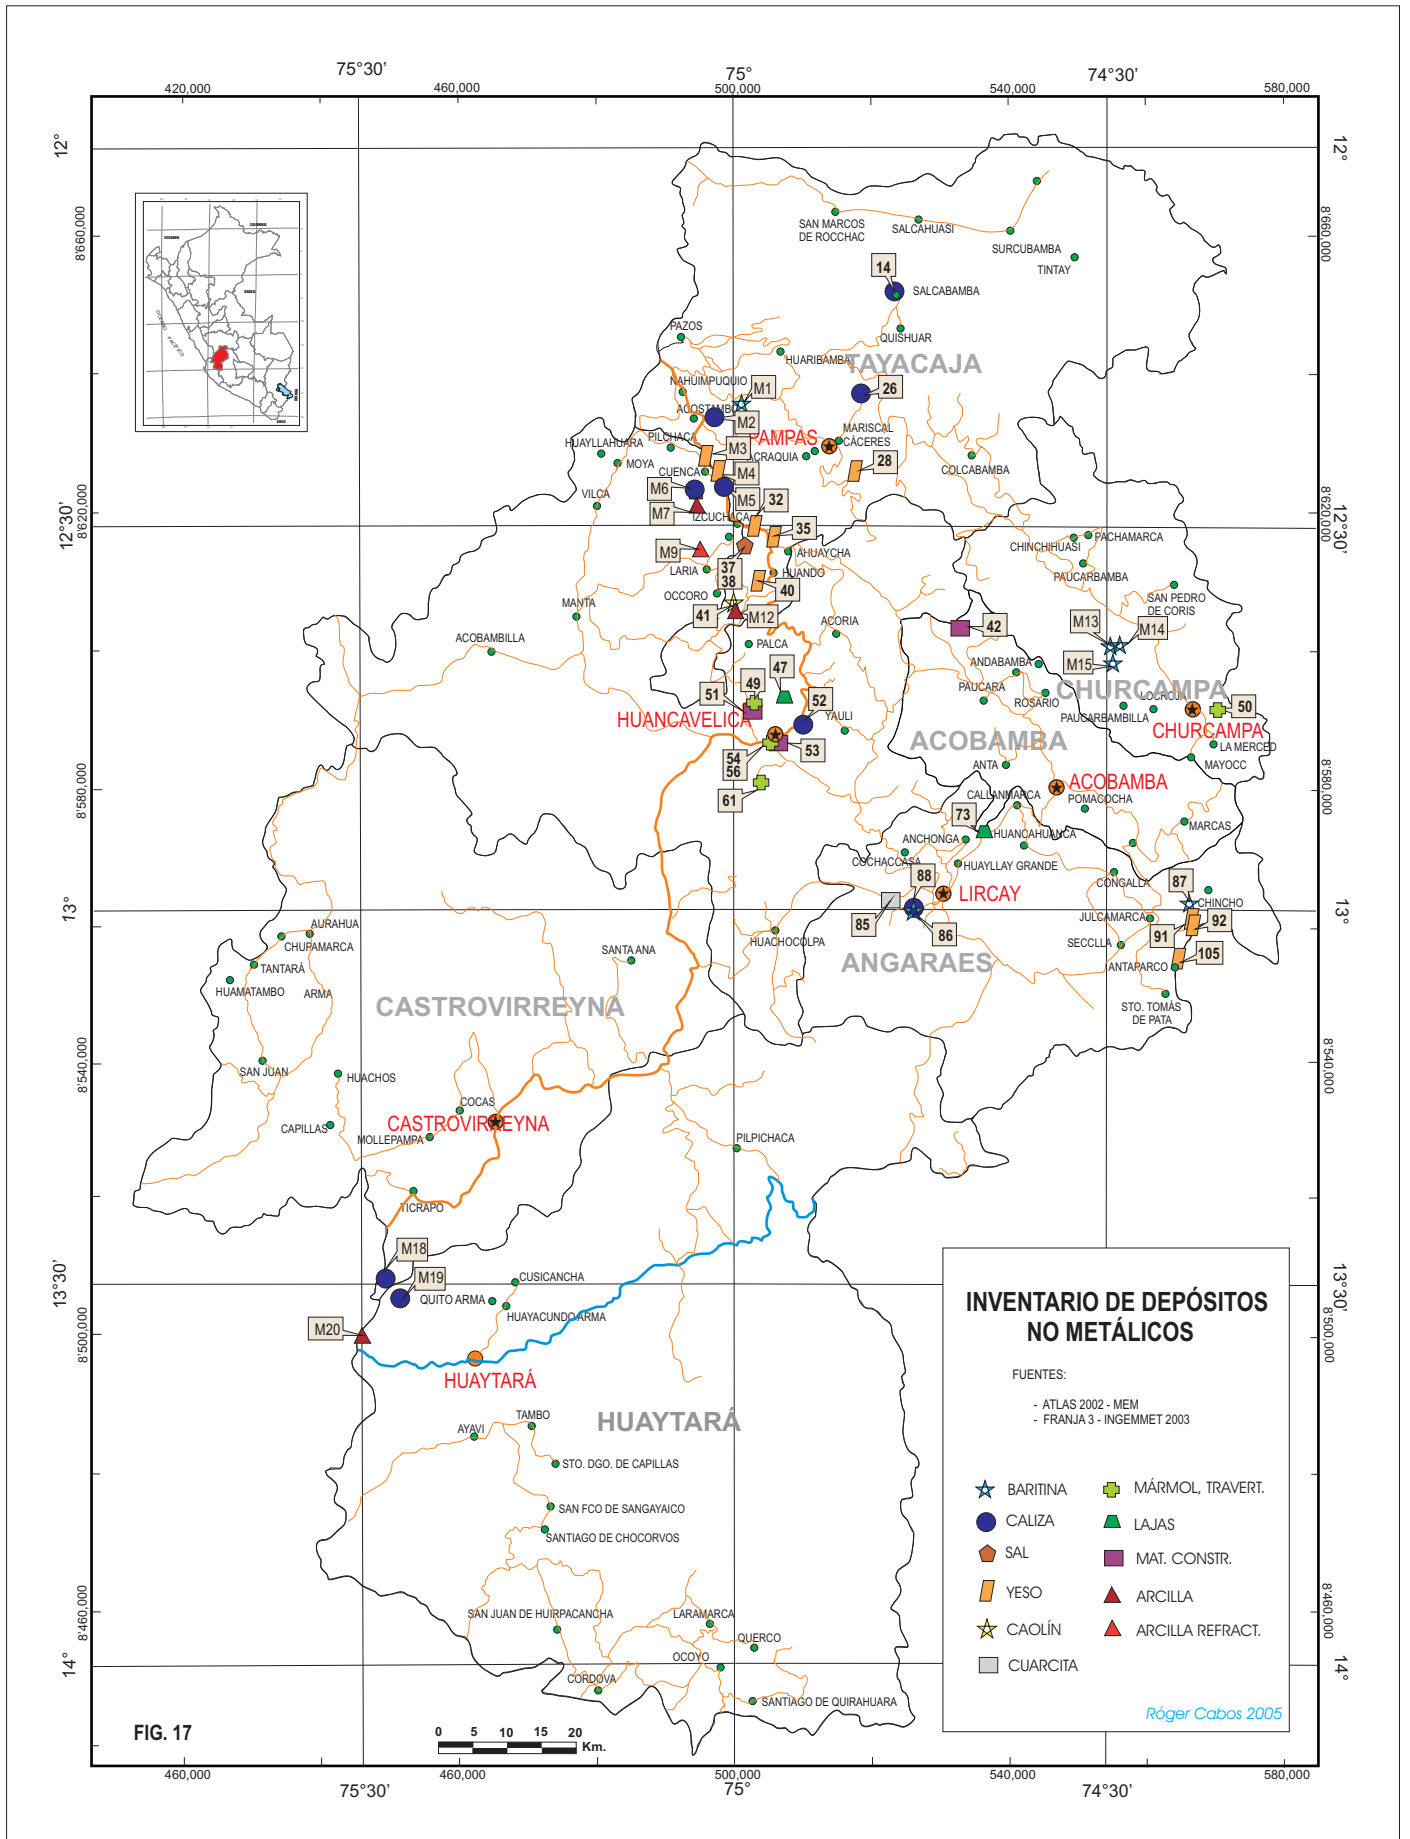 75°30'
75°
74°30'
420,000
460,000
500,000
540,000
580,000
12°
12°
8'660,000
8'660,000
ECUADOR
COLOMBIA
BRASIL
OCEANO PACÍFICO
CHILE
SAN MARCOS
DE ROCCHAC
SALCAHUASI
SURCUBAMBA
TINTAY
14
SALCABAMBA
QUISHUAR
PAZOS
HUARIBAMBA
TAYACAJA
NAHUIMPUQUIO
M1
26
ACOSTAMBO
M2
MARISCAL
CÁCERES
PAMPAS
PILCHACA
HUAYLLAHUARA
M3
ACRAQUIA
28
COLCABAMBA
MOYA
CUENCA
M4
M6
M5
VILCA
M7
32
IZCUCHACA
8'620,000
8'620,000
12°30'
12°30'
35
CHINCHIHUASI
PACHAMARCA
M9
AHUAYCHA
LARIA
37
38
HUANDO
PAUCARBAMBA
40
SAN PEDRO
DE CORIS
OCCORO
MANTA
41
M12
ACORIA
42
M13
M14
ACOBAMBILLA
PALCA
M15
ANDABAMBA
47
49
51
PAUCARA
ROSARIO
CHURCAMPA
LOCROJA
50
52
PAUCARBAMBILLA
HUANCAVELICA
YAULI
CHURCAMPA
54
56
53
ACOBAMBA
LA MERCED
MAYOCC
ANTA
61
ACOBAMBA
8'580,000
8'580,000
CALLANMARCA
POMACOCHA
73
MARCAS
ANCHONGA
HUANCAHUANCA
COCHACCASA
HUAYLLAY GRANDE
88
CONGALLA
87
LIRCAY
CHINCHO
13°
13°
85
86
JULCAMARCA
91
92
AURAHUA
CHUPAMARCA
HUACHOCOLPA
SECCLLA
SANTA ANA
ANGARAES
105
TANTARÁ
ANTAPARCO
HUAMATAMBO
ARMA
CASTROVIRREYNA
STO. TOMÁS
DE PATA
8'540,000
8'540,000
SAN JUAN
HUACHOS
COCAS
CAPILLAS
CASTROVIRREYNA
MOLLEPAMPA
PILPICHACA
TICRAPO
M18
M19
13°30'
13°30'
CUSICANCHA
QUITO ARMA
HUAYACUNDO ARMA
M20
8'500,000
8'500,000
HUAYTARÁ
HUAYTARÁ
TAMBO
AYAVI
STO. DGO. DE CAPILLAS
SAN FCO DE SANGAYAICO
SANTIAGO DE CHOCORVOS
SAN JUAN DE HUIRPACANCHA
LARAMARCA
QUERCO
OCOYO
CORDOVA
SANTIAGO DE QUIRAHUARA
8'460,000
8'460,000
14°
14°
INVENTARIO DE DEPÓSITOS
NO METÁLICOS
FUENTES:
- ATLAS 2002 - MEM
- FRANJA 3 - INGEMMET 2003
BARITINA
MÁRMOL, TRAVERT.
CALIZA
LAJAS
SAL
MAT. CONSTR.
YESO
ARCILLA
CAOLÍN
ARCILLA REFRACT.
CUARCITA
Róger Cabos 2005
FIG. 17
0 5 10 15 20
Km.
460,000
460,000
500,000
540,000
580,000
75°30'
75°
74°30'